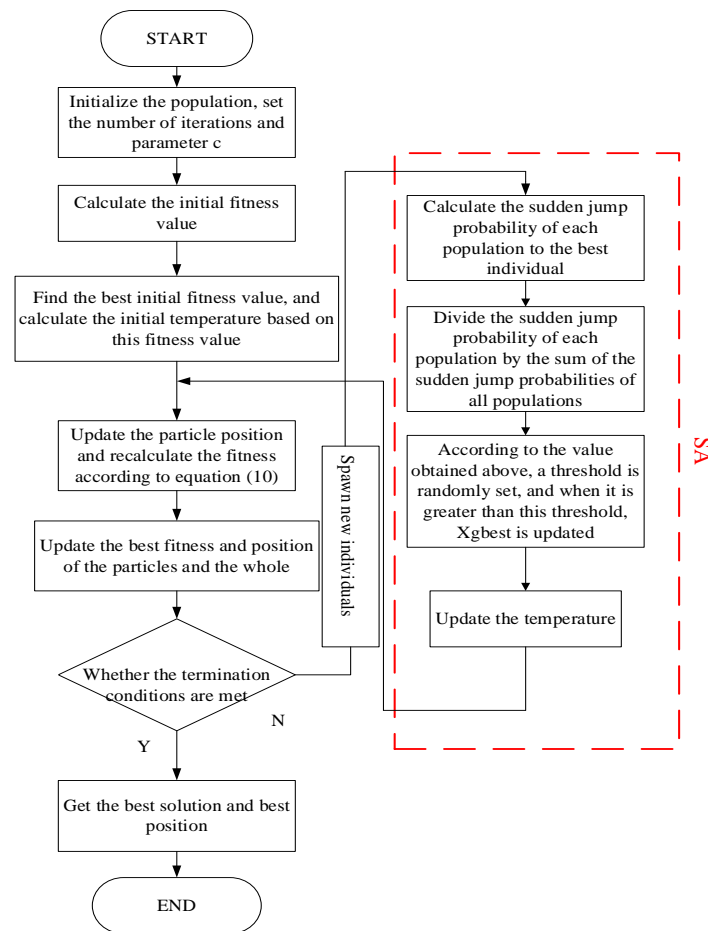 START
Initialize the population, set
the number of iterations and
parameter c
Calculate the initial fitness
value
Find the best initial fitness value, and
calculate the initial temperature based on
this fitness value
Update the particle position
and recalculate the fitness
according to equation (10)
Update the best fitness and position
of the particles and the whole
Whether the termination
conditions are met
N
Y
Get the best solution and best
position
END
Spawn new individuals
Calculate the sudden jump
probability of each
population to the best
individual
Divide the sudden jump
probability of each
population by the sum of the
sudden jump probabilities of
all populations
According to the value
obtained above, a threshold is
randomly set, and when it is
greater than this threshold,
Xgbest is updated
Update the temperature
SA